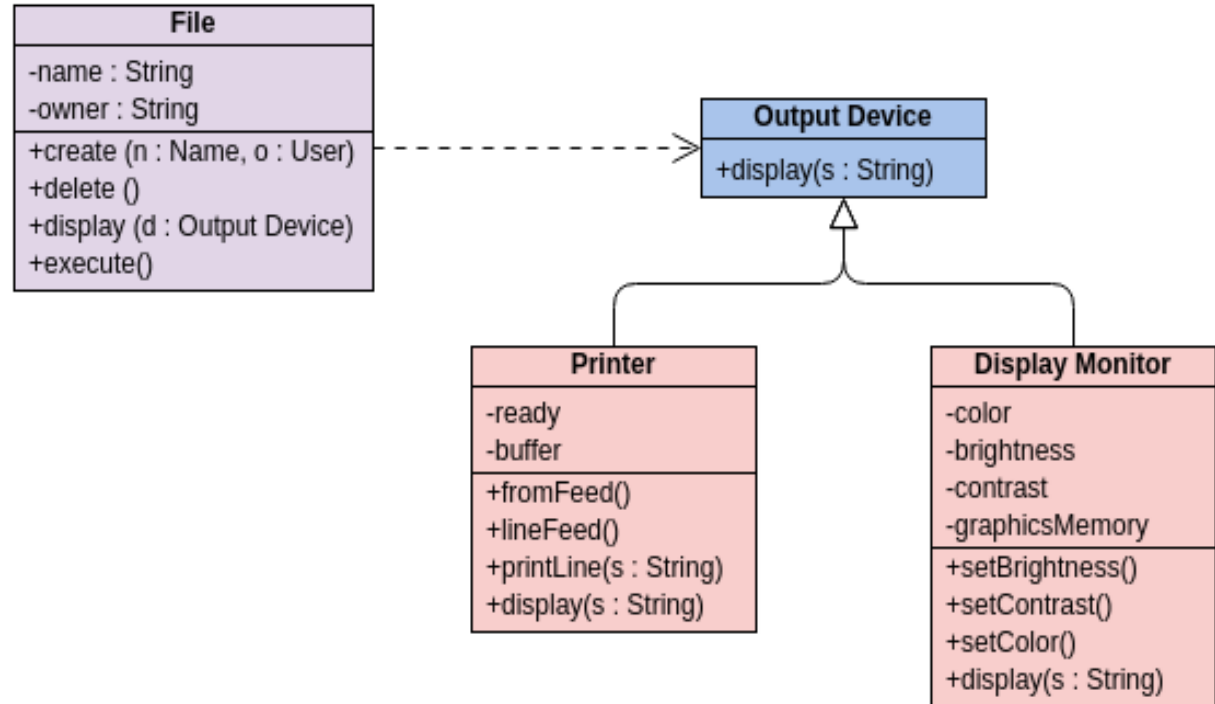 File
-name : String
-owner : String
+create (n : Name, o : User)
+delete ()
+display (d : Output Device)
+execute()
Output Device
+display(s : String)
Printer
-ready
-buffer
+fromFeed()
+lineFeed()
+printLine(s : String)
+display(s : String)
Display Monitor
-color
-brightness
-contrast
-graphicsMemory
+setBrightness()
+setContrast()
+setColor()
+display(s : String)